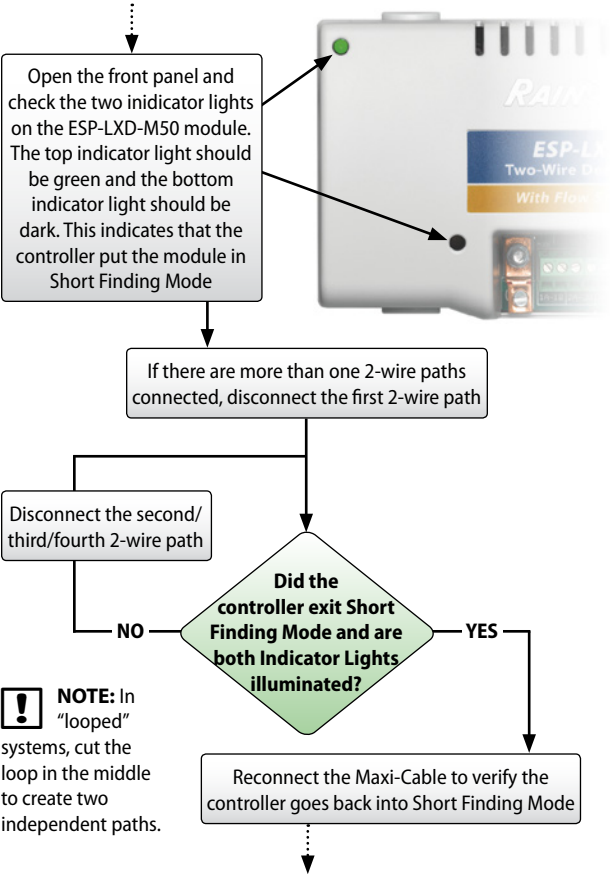 Open the front panel and
check the two inidicator lights
on the ESP-LXD-M50 module.
The top indicator light should
be green and the bottom
indicator light should be
dark. This indicates that the
controller put the module in
Short Finding Mode
With Flow
If there are more than one 2-wire paths
connected, disconnect the first 2-wire path
Disconnect the second/
third/fourth 2-wire path
Did the
controller exit Short
Finding Mode and are
both Indicator Lights
illuminated?
NO
YES
NOTE: In
“looped”
systems, cut the
loop in the middle
to create two
independent paths.
Reconnect the Maxi-Cable to verify the
controller goes back into Short Finding Mode